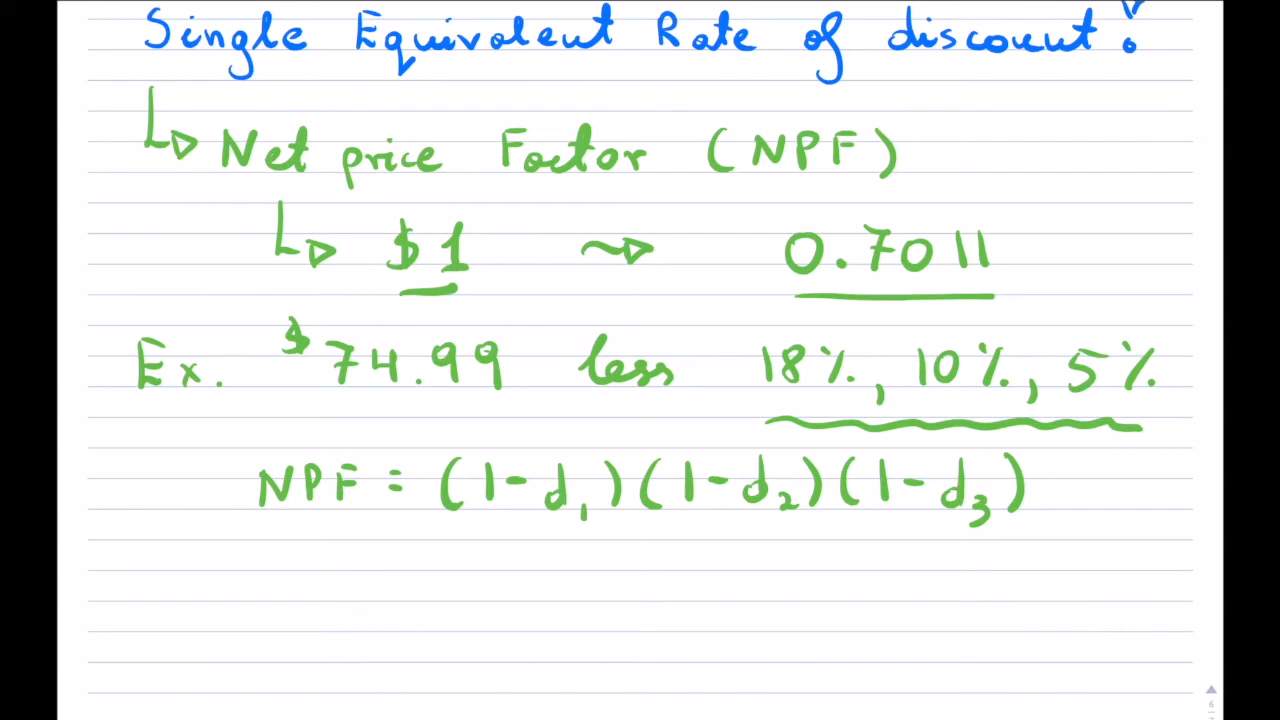 Single Equivalent Rate of discount?
Net price Factor (NPF)
$1 0.7011
Ex. $74.99 less 18%, 10%, 5%
NPF = (1-d₁)(1-d₂)(1-d₃)
6